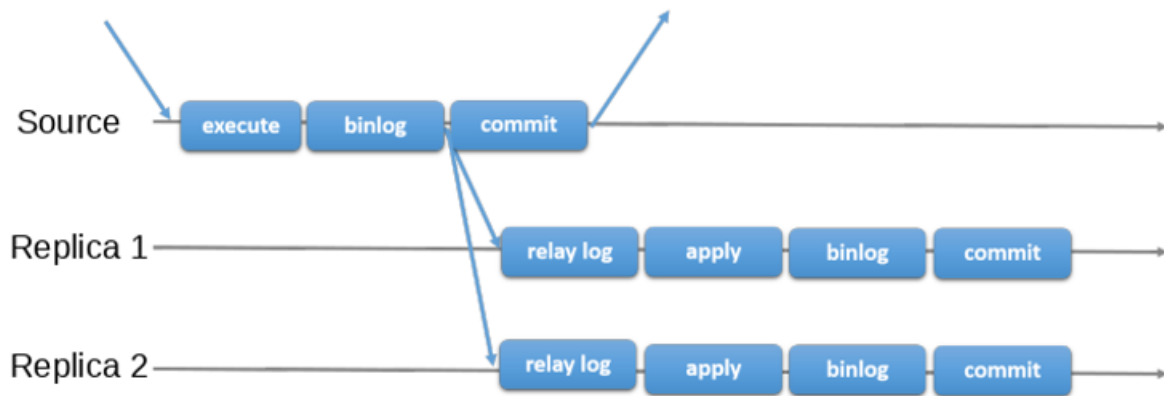 Source execute binlog commit
Replica 1 relay log apply binlog commit
Replica 2 relay log apply binlog commit